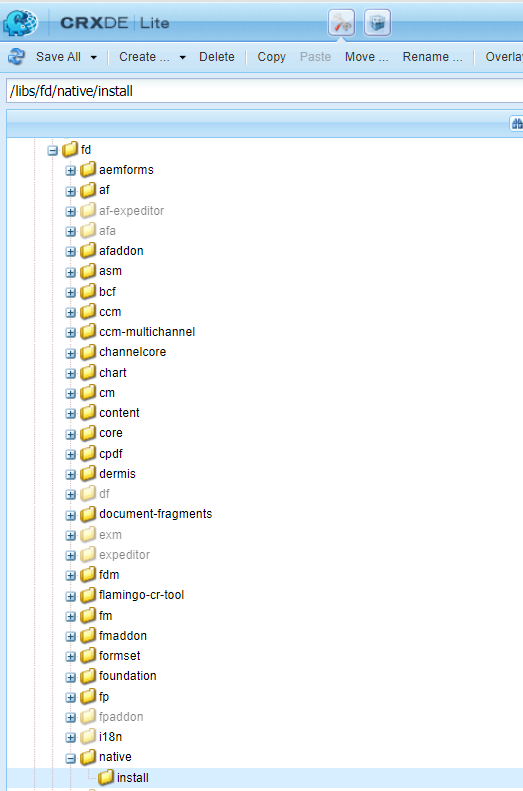 CRXDE | Lite
Save All Create ... Delete Copy Paste Move ... Rename ... Overla
/libs/fd/native/install
fd
aemforms
af
af-expeditor
afa
afaddon
asm
bcf
ccm
ccm-multichannel
channelcore
chart
cm
content
core
cpdf
dermis
df
document-fragments
exm
expeditor
fdm
flamingo-cr-tool
fm
fmaddon
formset
foundation
fp
fpaddon
i18n
native
install